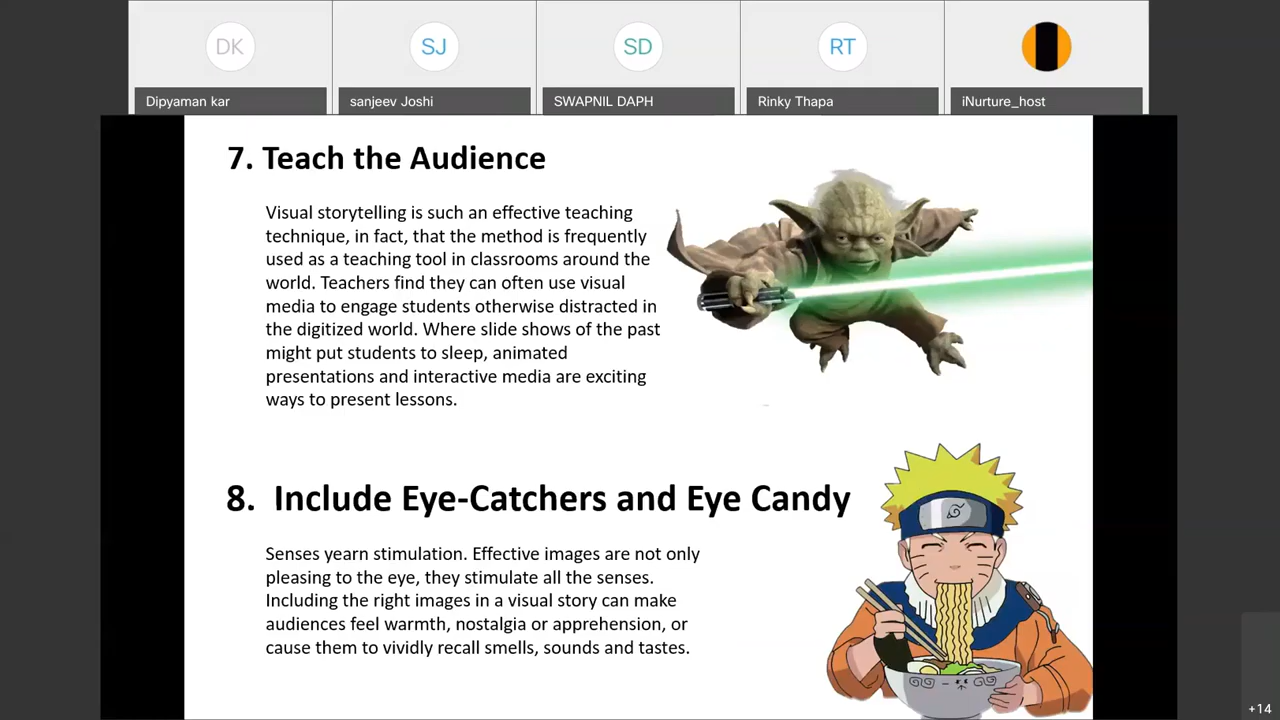 DK
SJ
SD
RT
Dipyaman kar
sanjeev Joshi
SWAPNIL DAPH
Rinky Thapa
iNurture_host
7. Teach the Audience
Visual storytelling is such an effective teaching
technique, in fact, that the method is frequently
used as a teaching tool in classrooms around the
world. Teachers find they can often use visual
media to engage students otherwise distracted in
the digitized world. Where slide shows of the past
might put students to sleep, animated
presentations and interactive media are exciting
ways to present lessons.
8. Include Eye-Catchers and Eye Candy
Senses yearn stimulation. Effective images are not only
pleasing to the eye, they stimulate all the senses.
Including the right images in a visual story can make
audiences feel warmth, nostalgia or apprehension, or
cause them to vividly recall smells, sounds and tastes.
+14